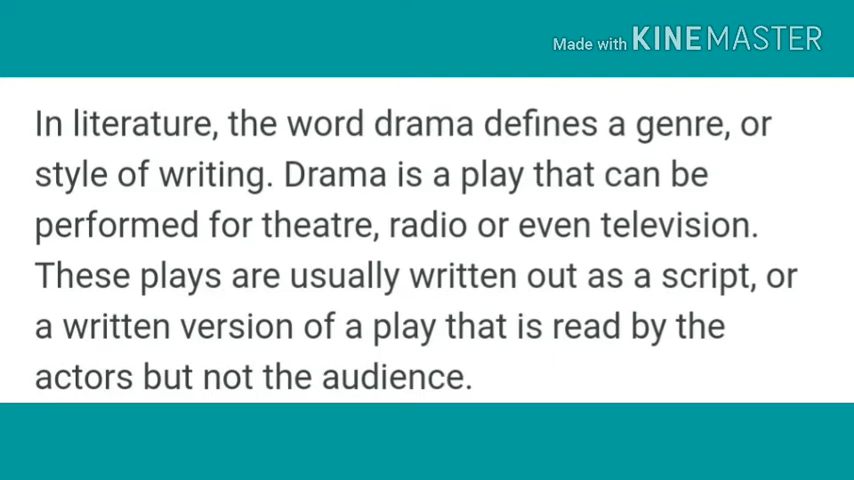 Made with KINEMASTER
In literature, the word drama defines a genre, or
style of writing. Drama is a play that can be
performed for theatre, radio or even television.
These plays are usually written out as a script, or
a written version of a play that is read by the
actors but not the audience.